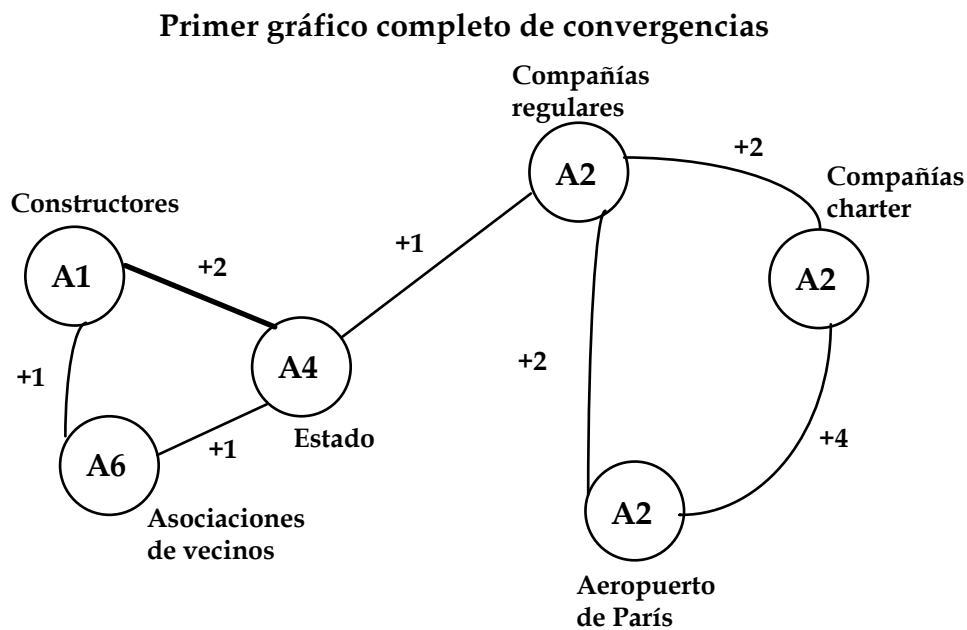 Primer gráfico completo de convergencias
Compañías
regulares
A2
+2
Compañías
charter
A2
Constructores
A1
+2
+1
+1
A4
Estado
+2
+1
A6
Asociaciones
de vecinos
+4
A2
Aeropuerto
de París